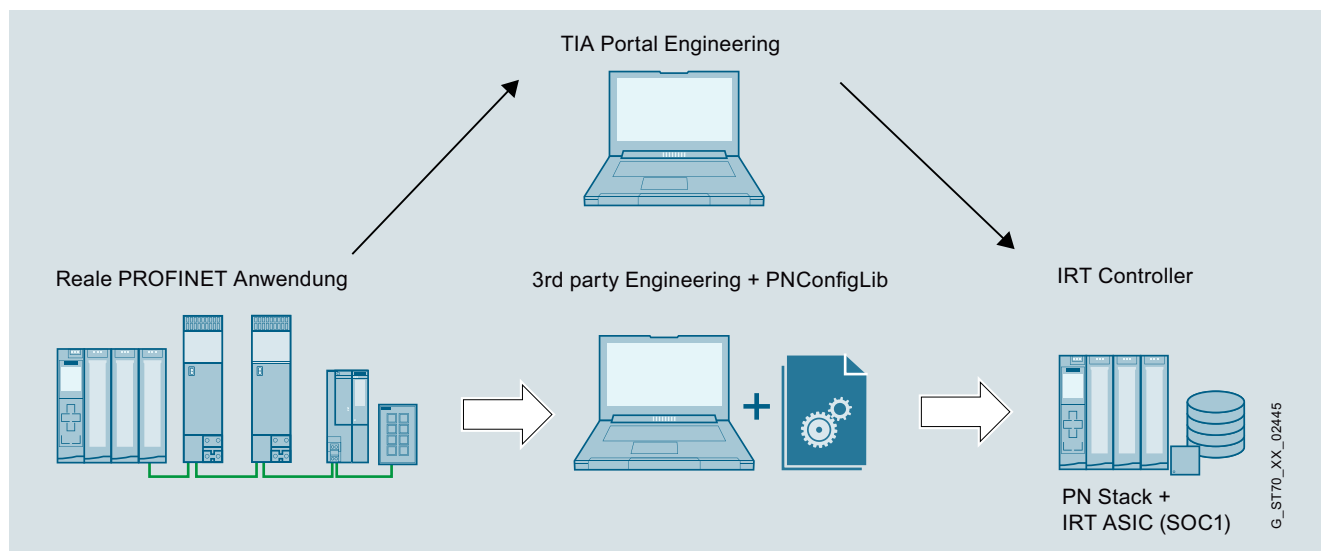 TIA Portal Engineering
Reale PROFINET Anwendung
3rd party Engineering + PNConfigLib
IRT Controller
PN Stack +
IRT ASIC (SOC1)
G_ST70_XX_02445